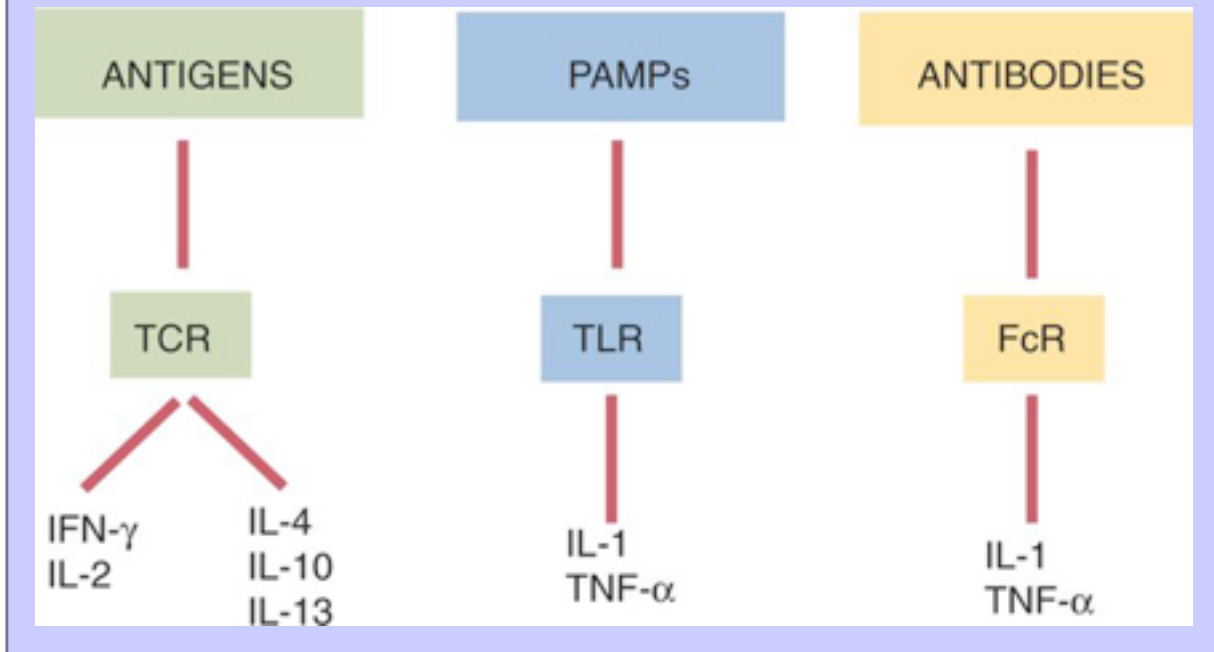 ANTIGENS
PAMPs
ANTIBODIES
TCR
TLR
FcR
IFN-γ
IL-2
IL-4
IL-10
IL-13
IL-1
TNF-α
IL-1
TNF-α